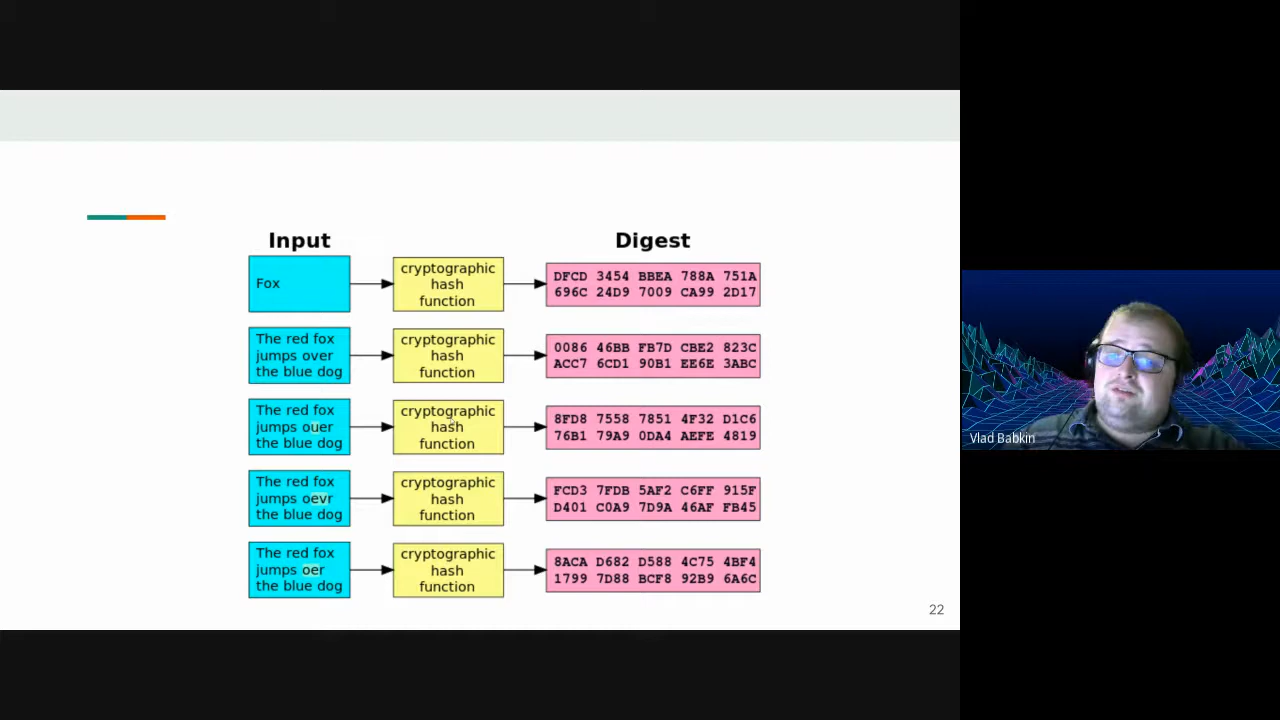 Input
Digest
Fox
cryptographic
hash
function
DFCD 3454 BBEA 788A 751A
696C 24D9 7009 CA99 2D17
The red fox
jumps over
the blue dog
cryptographic
hash
function
0086 46BB FB7D CBE2 823C
ACC7 6CD1 90B1 EE6E 3ABC
The red fox
jumps ouer
the blue dog
cryptographic
hash
function
8FD8 7558 7851 4F32 D1C6
76B1 79A9 0DA4 AEFE 4819
The red fox
jumps oevr
the blue dog
cryptographic
hash
function
FCD3 7FDB 5AF2 C6FF 915F
D401 C0A9 7D9A 46AF FB45
The red fox
jumps oer
the blue dog
cryptographic
hash
function
8ACA D682 D588 4C75 4BF4
1799 7D88 BCF8 92B9 6A6C
22
Vlad Babkin